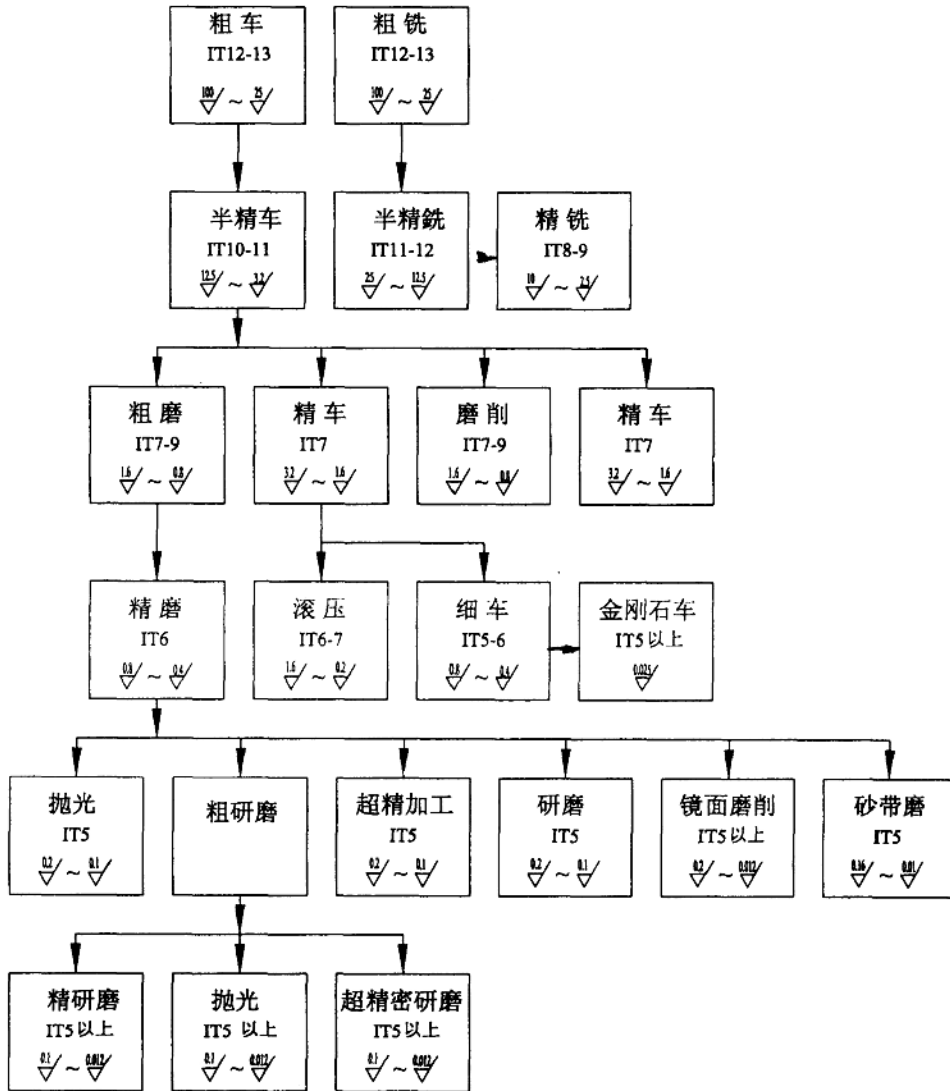 粗车
IT12-13
100 ~ 25
粗铣
IT12-13
100 ~ 25
半精车
IT10-11
12.5 ~ 3.2
半精銑
IT11-12
25 ~ 12.5
精铣
IT8-9
10 ~ 2.5
粗磨
IT7-9
1.6 ~ 0.8
精车
IT7
3.2 ~ 1.6
磨削
IT7-9
1.6 ~ 0.8
精车
IT7
3.2 ~ 1.6
精磨
IT6
0.8 ~ 0.4
滚压
IT6-7
1.6 ~ 0.2
细车
IT5-6
0.8 ~ 0.4
金刚石车
IT5以上
0.025
抛光
IT5
0.2 ~ 0.1
粗研磨
超精加工
IT5
0.2 ~ 0.1
研磨
IT5
0.2 ~ 0.1
镜面磨削
IT5以上
0.2 ~ 0.012
砂带磨
IT5
0.16 ~ 0.01
精研磨
IT5以上
0.1 ~ 0.012
抛光
IT5 以上
0.1 ~ 0.012
超精密研磨
IT5以上
0.1 ~ 0.012